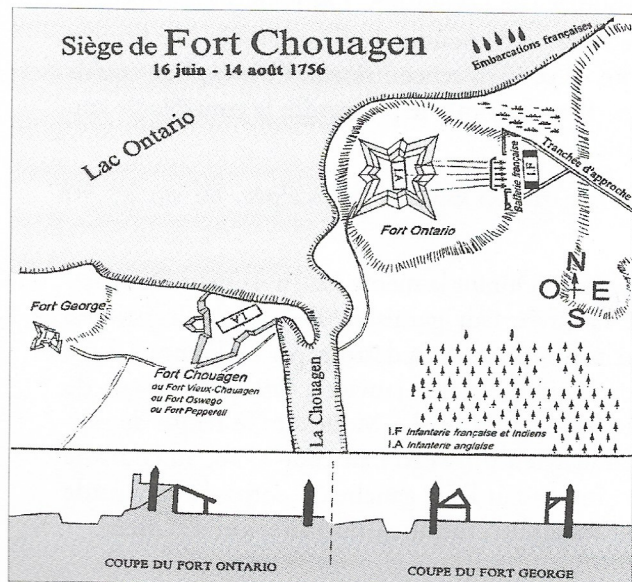 Siège de Fort Chouagen
16 juin - 14 août 1756
Embarcations françaises
Lac Ontario
Tranchée d'approche
I.A
Batterie française
I.F
Fort Ontario
N
O E
S
Fort George
I.A
Fort Chouagen
ou Fort Vieux-Chouagen
ou Fort Oswego
ou Fort Pepperell
La Chouagen
I.F Infanterie française et Indiens
I.A Infanterie anglaise
COUPE DU FORT ONTARIO
COUPE DU FORT GEORGE